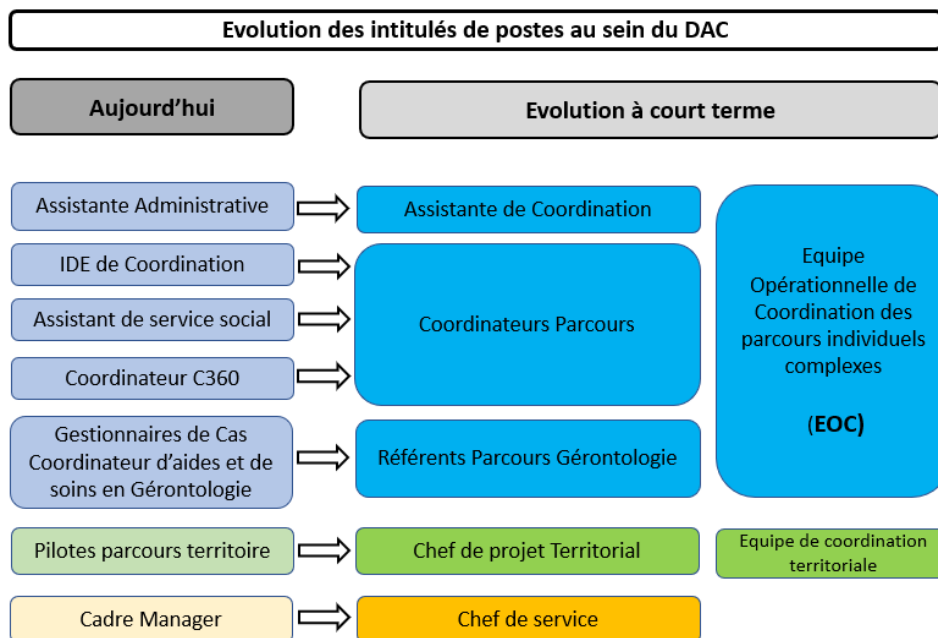 Evolution des intitulés de postes au sein du DAC
Aujourd'hui
Evolution à court terme
Assistante Administrative
Assistante de Coordination
IDE de Coordination
Assistant de service social
Coordinateur C360
Coordinateurs Parcours
Gestionnaires de Cas
Coordinateur d'aides et de
soins en Gérontologie
Référents Parcours Gérontologie
Equipe
Opérationnelle de
Coordination des
parcours individuels
complexes
(EOC)
Pilotes parcours territoire
Chef de projet Territorial
Equipe de coordination
territoriale
Cadre Manager
Chef de service